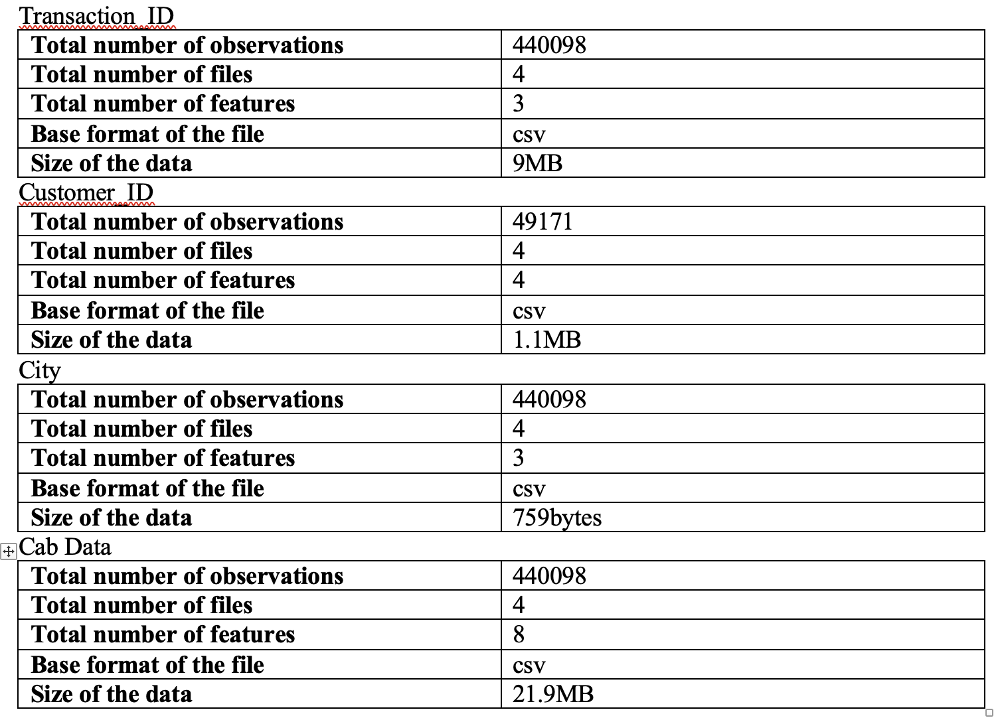 Transaction_ID
Total number of observations 440098
Total number of files 4
Total number of features 3
Base format of the file csv
Size of the data 9MB
Customer_ID
Total number of observations 49171
Total number of files 4
Total number of features 4
Base format of the file csv
Size of the data 1.1MB
City
Total number of observations 440098
Total number of files 4
Total number of features 3
Base format of the file csv
Size of the data 759bytes
Cab Data
Total number of observations 440098
Total number of files 4
Total number of features 8
Base format of the file csv
Size of the data 21.9MB